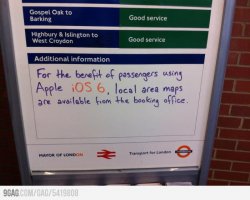 Gospel Oak to
Barking
Good service
Highbury & Islington to
West Croydon
Good service
Additional information
For the benefit of passengers using
Apple iOS 6, local area maps
are available from the booking office.
MAYOR OF LONDON
Transport for London
9GAG.COM/GAG/5419808